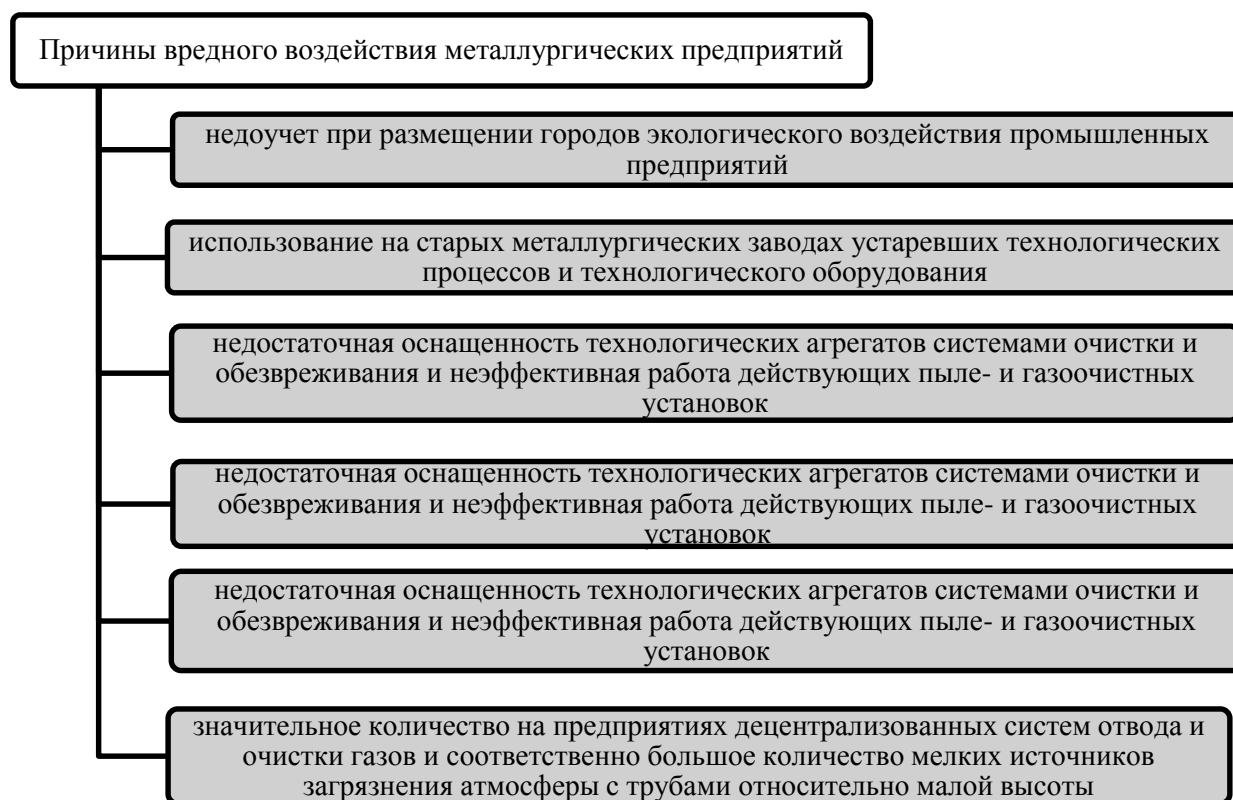 Причины вредного воздействия металлургических предприятий
недоучет при размещении городов экологического воздействия промышленных
предприятий
использование на старых металлургических заводах устаревших технологических
процессов и технологического оборудования
недостаточная оснащенность технологических агрегатов системами очистки и
обезвреживания и неэффективная работа действующих пыле- и газоочистных
установок
недостаточная оснащенность технологических агрегатов системами очистки и
обезвреживания и неэффективная работа действующих пыле- и газоочистных
установок
недостаточная оснащенность технологических агрегатов системами очистки и
обезвреживания и неэффективная работа действующих пыле- и газоочистных
установок
значительное количество на предприятиях децентрализованных систем отвода и
очистки газов и соответственно большое количество мелких источников
загрязнения атмосферы с трубами относительно малой высоты